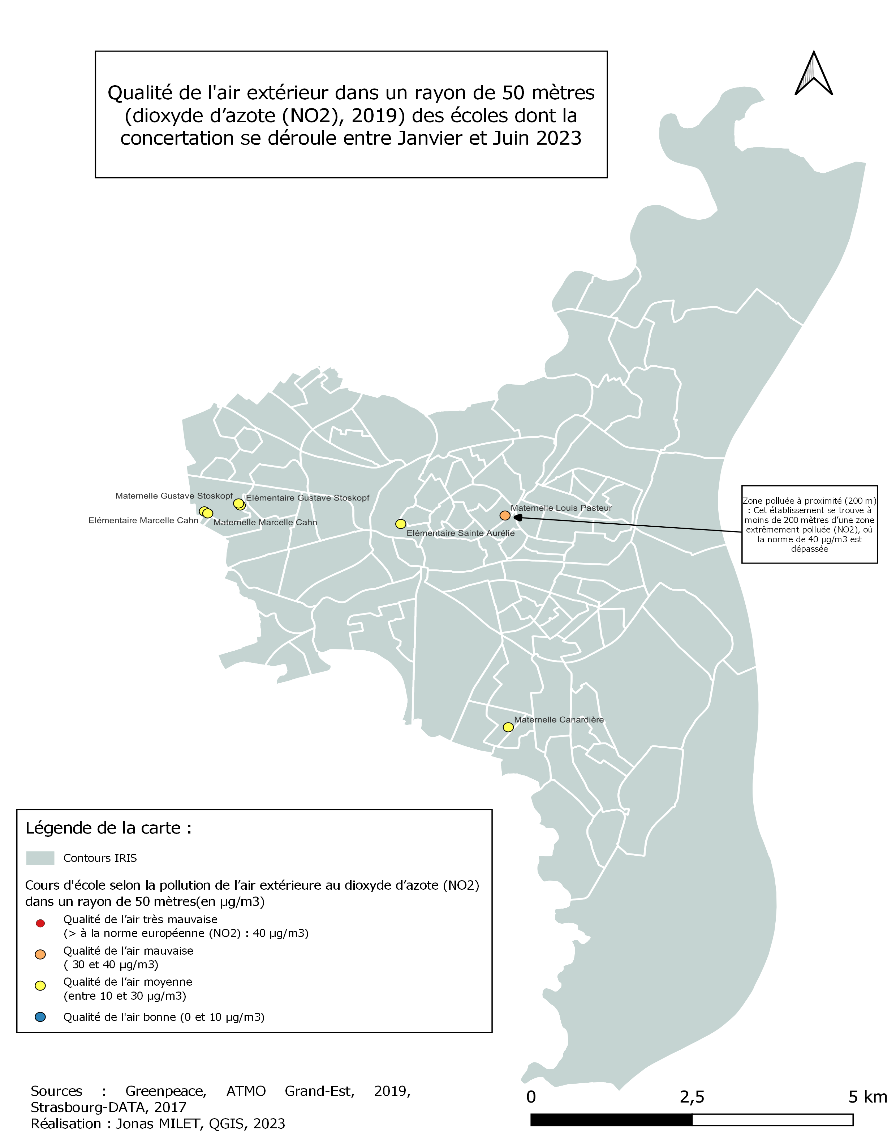 Qualité de l'air extérieur dans un rayon de 50 mètres
(dioxyde d’azote (NO2), 2019) des écoles dont la
concertation se déroule entre Janvier et Juin 2023
Maternelle Gustave Stoskopf
Elémentaire Gustave Stoskopf
Elémentaire Marcelle Cahn
Maternelle Marcelle Cahn
Elémentaire Sainte Aurélie
Maternelle Louis Pasteur
Zone polluée à proximité (200 m)
: Cet établissement se trouve à
moins de 200 mètres d’une zone
extrêmement polluée (NO2), où
la norme de 40 µg/m3 est
dépassée
Maternelle Canardière
Légende de la carte :
Contours IRIS
Cours d'école selon la pollution de l’air extérieure au dioxyde d’azote (NO2)
dans un rayon de 50 mètres(en µg/m3)
Qualité de l’air très mauvaise
(> à la norme européenne (NO2) : 40 µg/m3)
Qualité de l’air mauvaise
( 30 et 40 µg/m3)
Qualité de l’air moyenne
(entre 10 et 30 µg/m3)
Qualité de l'air bonne (0 et 10 µg/m3)
Sources : Greenpeace, ATMO Grand-Est, 2019,
Strasbourg-DATA, 2017
Réalisation : Jonas MILET, QGIS, 2023
0 2,5 5 km